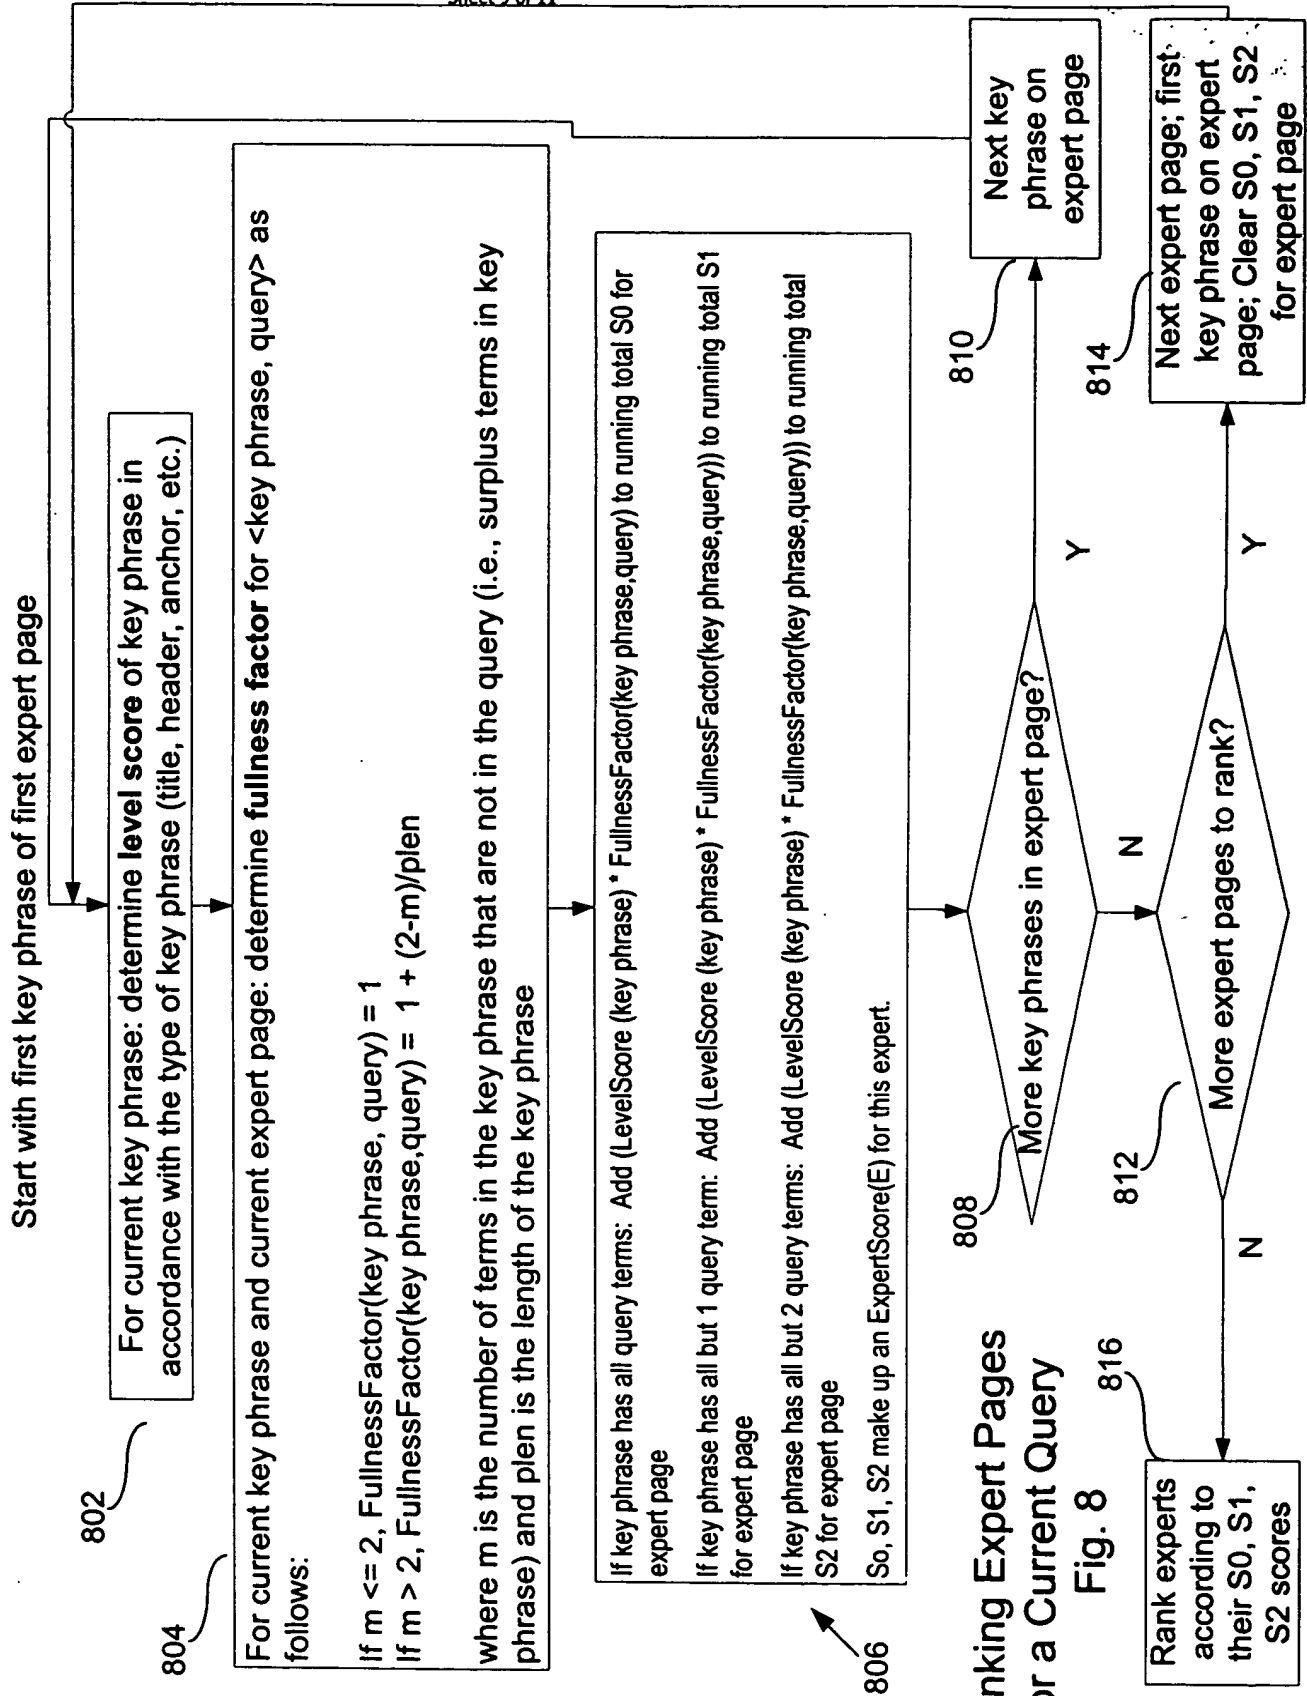 Start with first key phrase of first expert page
802
For current key phrase: determine level score of key phrase in
accordance with the type of key phrase (title, header, anchor, etc.)
804
For current key phrase and current expert page: determine fullness factor for <key phrase, query> as
follows:
If m <= 2, FullnessFactor(key phrase, query) = 1
If m > 2, FullnessFactor(key phrase,query) = 1 + (2-m)/plen
where m is the number of terms in the key phrase that are not in the query (i.e., surplus terms in key
phrase) and plen is the length of the key phrase
806
If key phrase has all query terms: Add (LevelScore (key phrase) * FullnessFactor(key phrase,query) to running total S0 for
expert page
If key phrase has all but 1 query term: Add (LevelScore (key phrase) * FullnessFactor(key phrase,query)) to running total S1
for expert page
If key phrase has all but 2 query terms: Add (LevelScore (key phrase) * FullnessFactor(key phrase,query)) to running total
S2 for expert page
So, S1, S2 make up an ExpertScore(E) for this expert.
808
More key phrases in expert page?
Y
N
810
Next key
phrase on
expert page
812
More expert pages to rank?
Y
N
814
Next expert page; first
key phrase on expert
page; Clear S0, S1, S2
for expert page
816
Rank experts
according to
their S0, S1,
S2 scores
nking Expert Pages
or a Current Query
Fig. 8